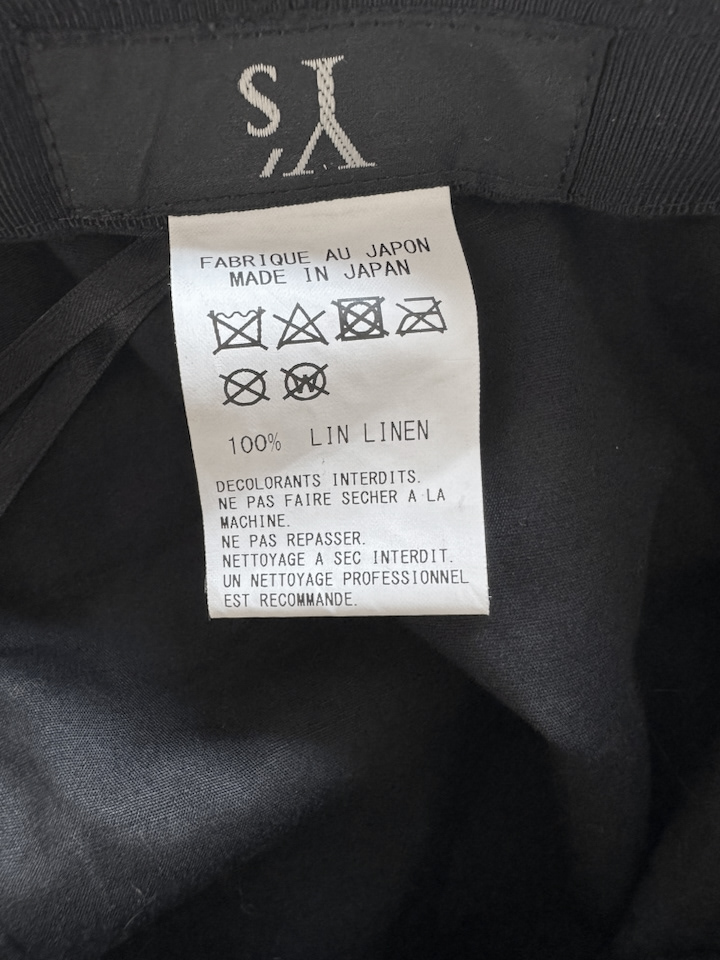 Y's
FABRIQUE AU JAPON
MADE IN JAPAN
W
100% LIN LINEN
DECOLORANTS INTERDITS.
NE PAS FAIRE SECHER A LA
MACHINE.
NE PAS REPASSER.
NETTOYAGE A SEC INTERDIT.
UN NETTOYAGE PROFESSIONNEL
EST RECOMMANDE.